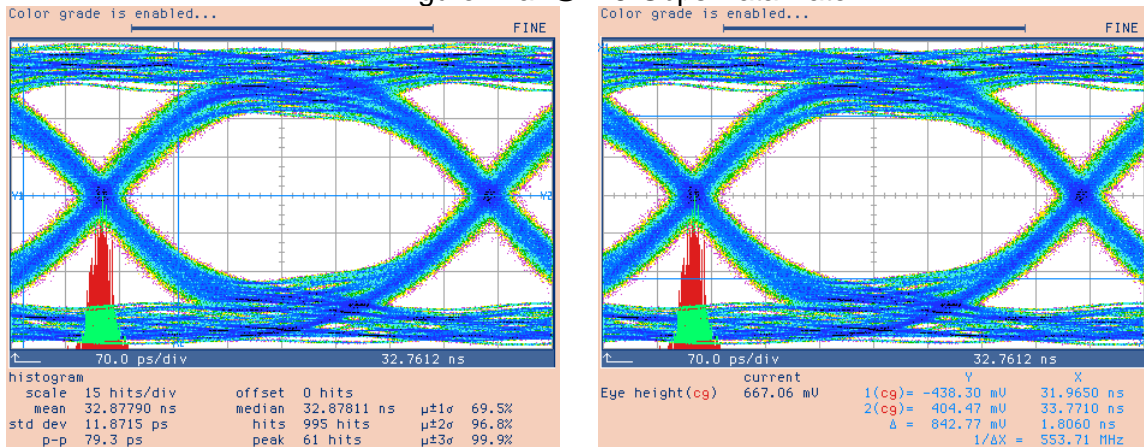 Color grade is enabled...
FINE
Y1
Y2
70.0 ps/div 32.7612 ns
histogram
scale 15 hits/div offset 0 hits
mean 32.87790 ns median 32.87811 ns μ±1σ 69.5%
std dev 11.8715 ps hits 995 hits μ±2σ 96.8%
p-p 79.3 ps peak 61 hits μ±3σ 99.9%
Color grade is enabled...
FINE
70.0 ps/div 32.7612 ns
current Y X
Eye height(cg) 667.06 mV 1(cg)= -438.30 mV 31.9650 ns
2(cg)= 404.47 mV 33.7710 ns
Δ = 842.77 mV 1.8060 ns
1/ΔX = 553.71 MHz